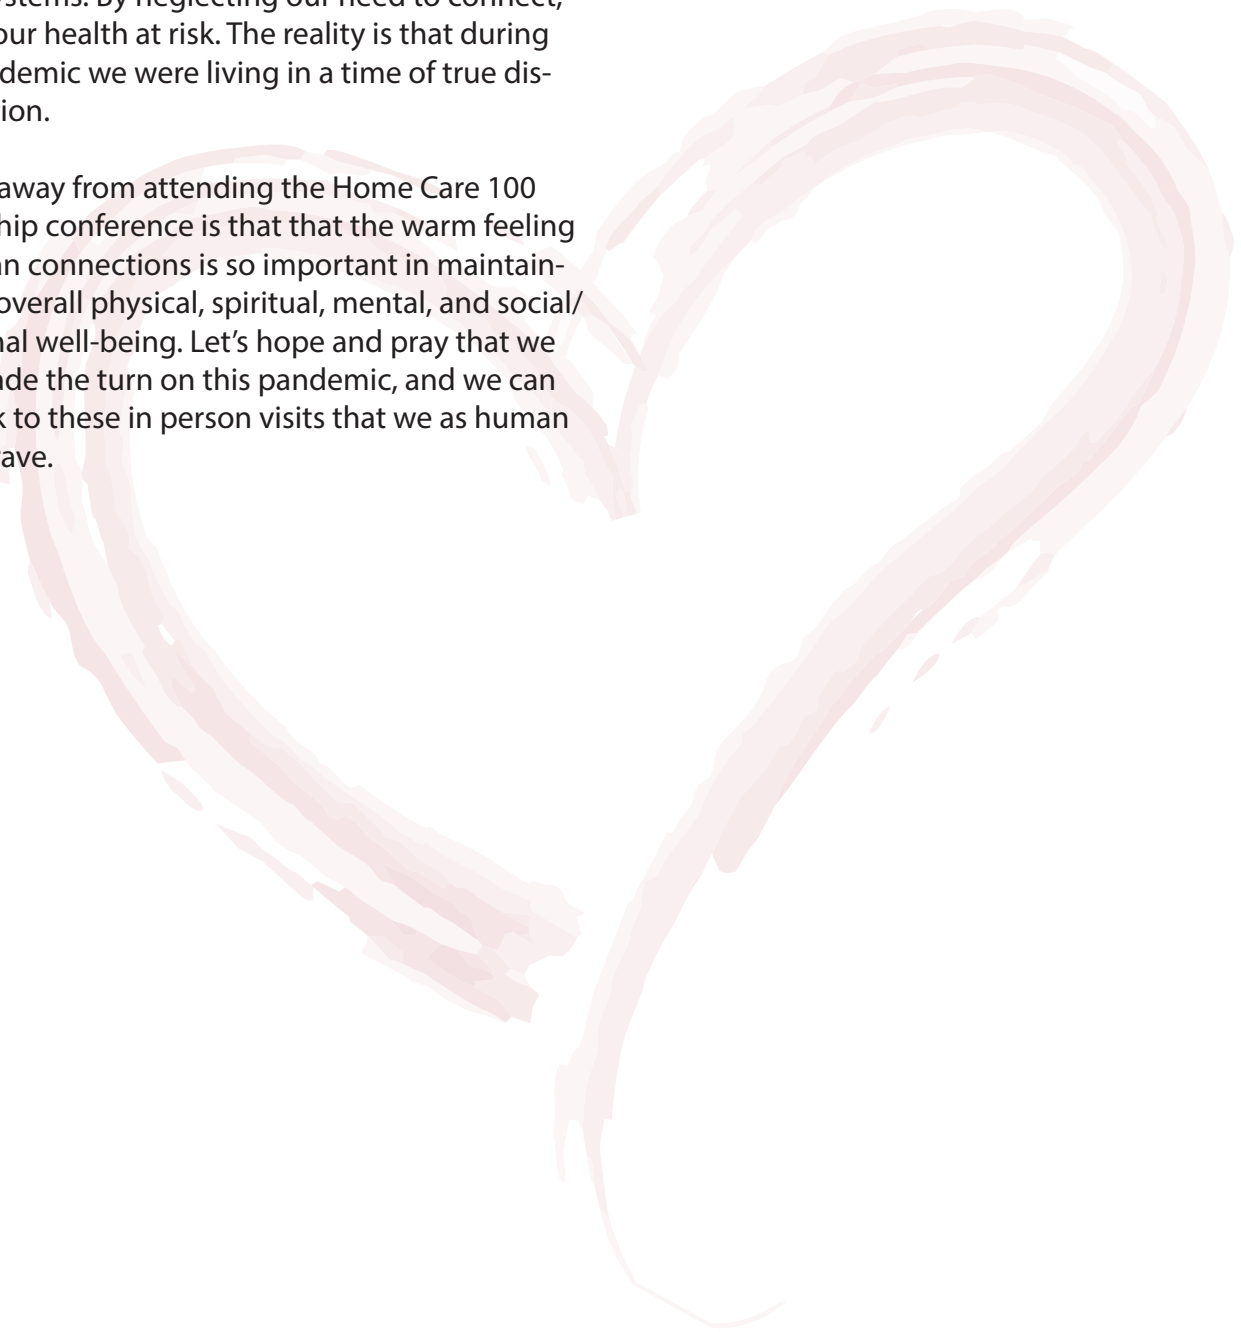 ystems. By neglecting our need to connect,
our health at risk. The reality is that during
demic we were living in a time of true dis-
ion.
away from attending the Home Care 100
hip conference is that that the warm feeling
an connections is so important in maintain-
overall physical, spiritual, mental, and social/
nal well-being. Let’s hope and pray that we
ade the turn on this pandemic, and we can
k to these in person visits that we as human
rave.